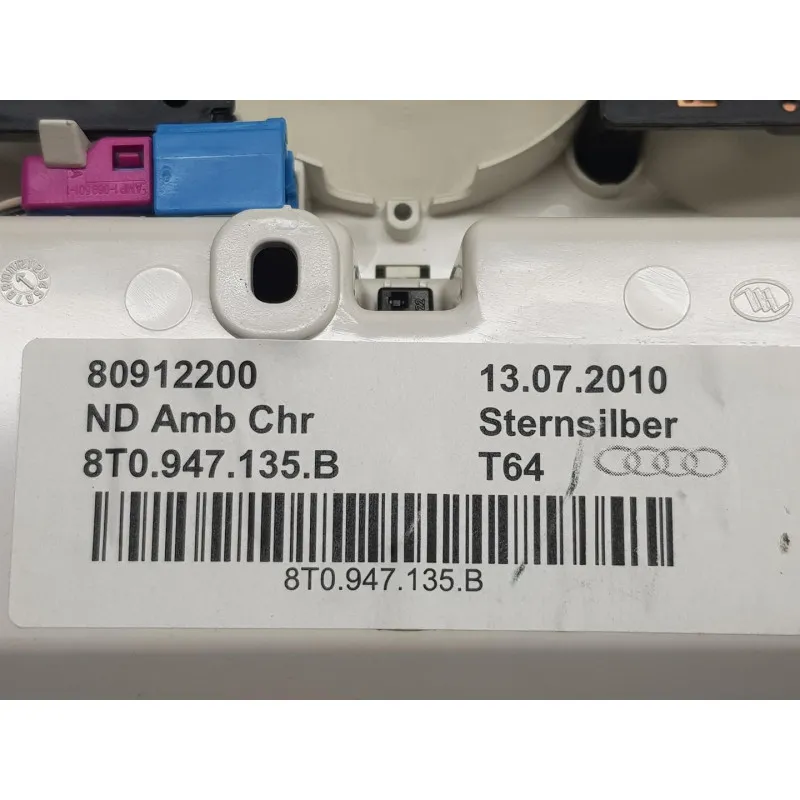 80912200 13.07.2010
ND Amb Chr Sternsilber
8T0.947.135.B T64
8T0.947.135.B